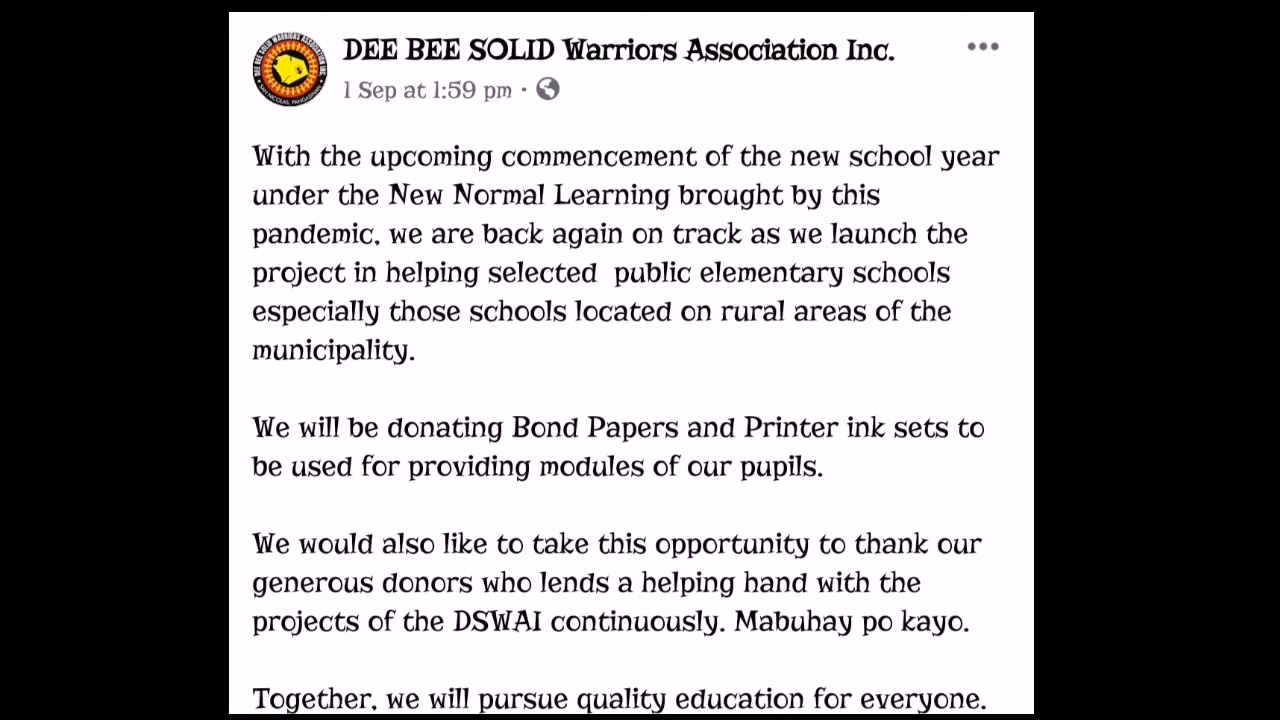 DEE BEE SOLID Warriors Association Inc.
1 Sep at 1:59 pm ·
With the upcoming commencement of the new school year
under the New Normal Learning brought by this
pandemic, we are back again on track as we launch the
project in helping selected  public elementary schools
especially those schools located on rural areas of the
municipality.
We will be donating Bond Papers and Printer ink sets to
be used for providing modules of our pupils.
We would also like to take this opportunity to thank our
generous donors who lends a helping hand with the
projects of the DSWAI continuously. Mabuhay po kayo.
Together, we will pursue quality education for everyone.